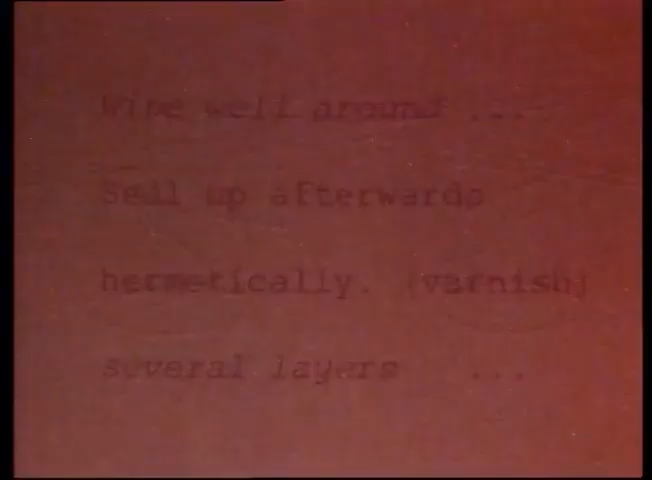 Wipe well around ...
Seal up afterwards
hermetically. (varnish)
several layers ...